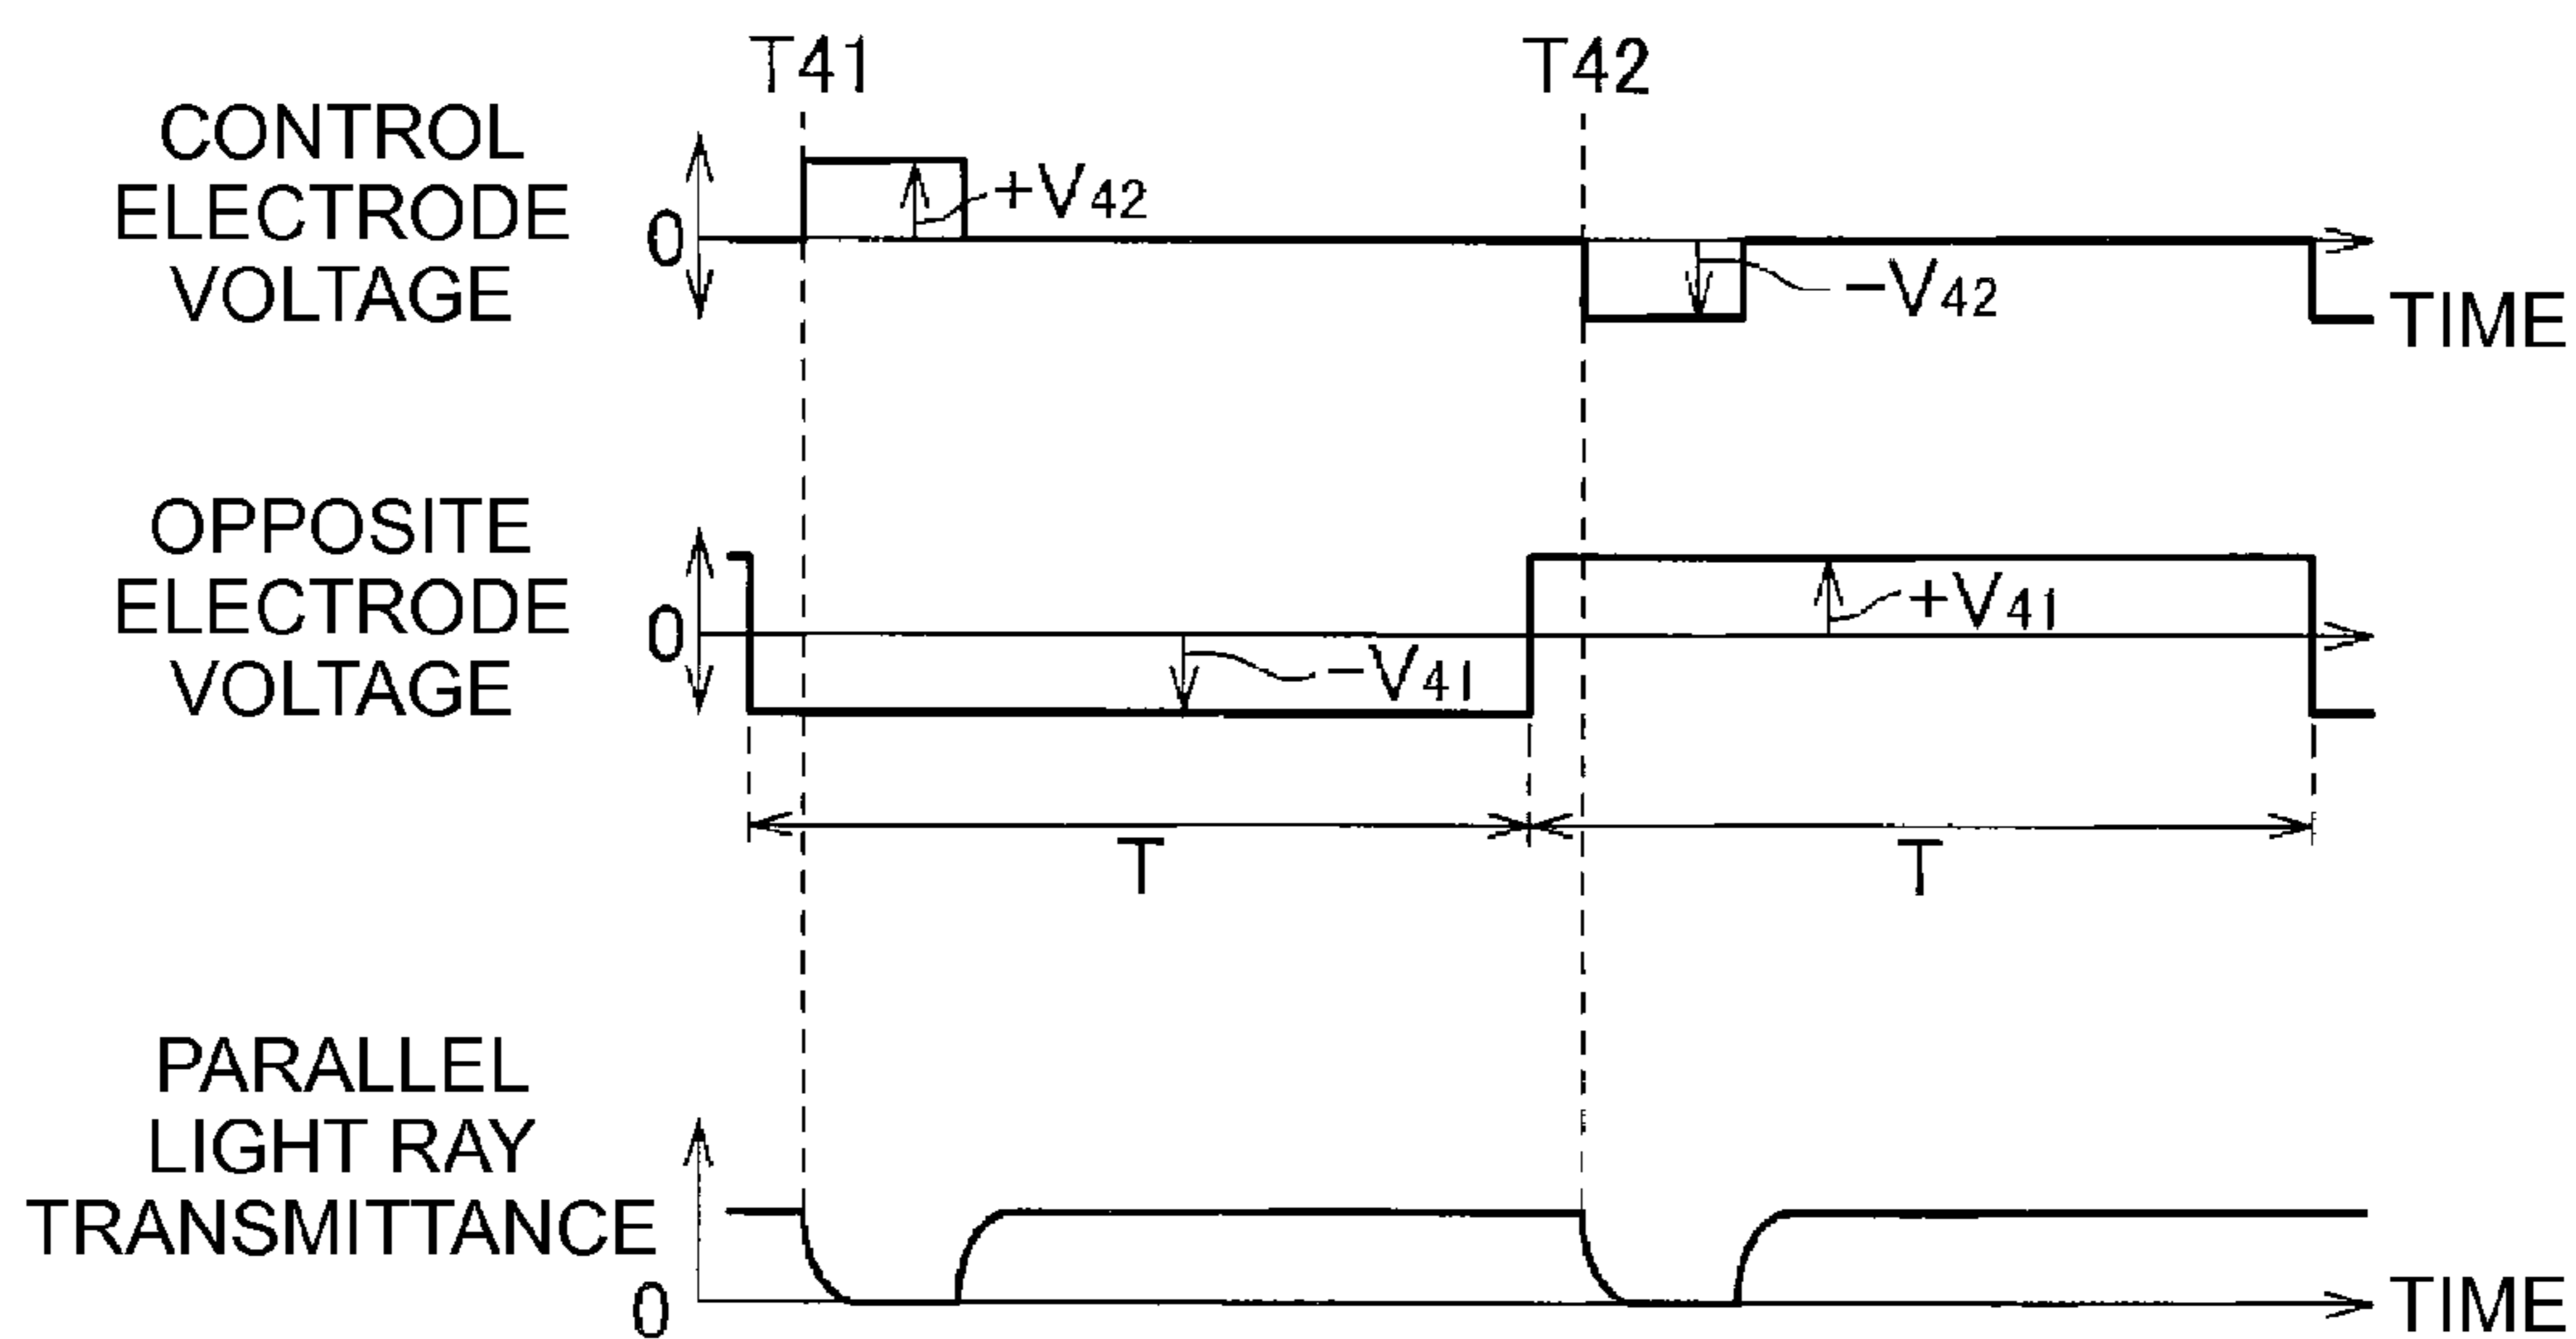 T41
T42
CONTROL
ELECTRODE
VOLTAGE
0
+V42
−V42
TIME
OPPOSITE
ELECTRODE
VOLTAGE
0
−V41
+V41
T
T
PARALLEL
LIGHT RAY
TRANSMITTANCE
0
TIME